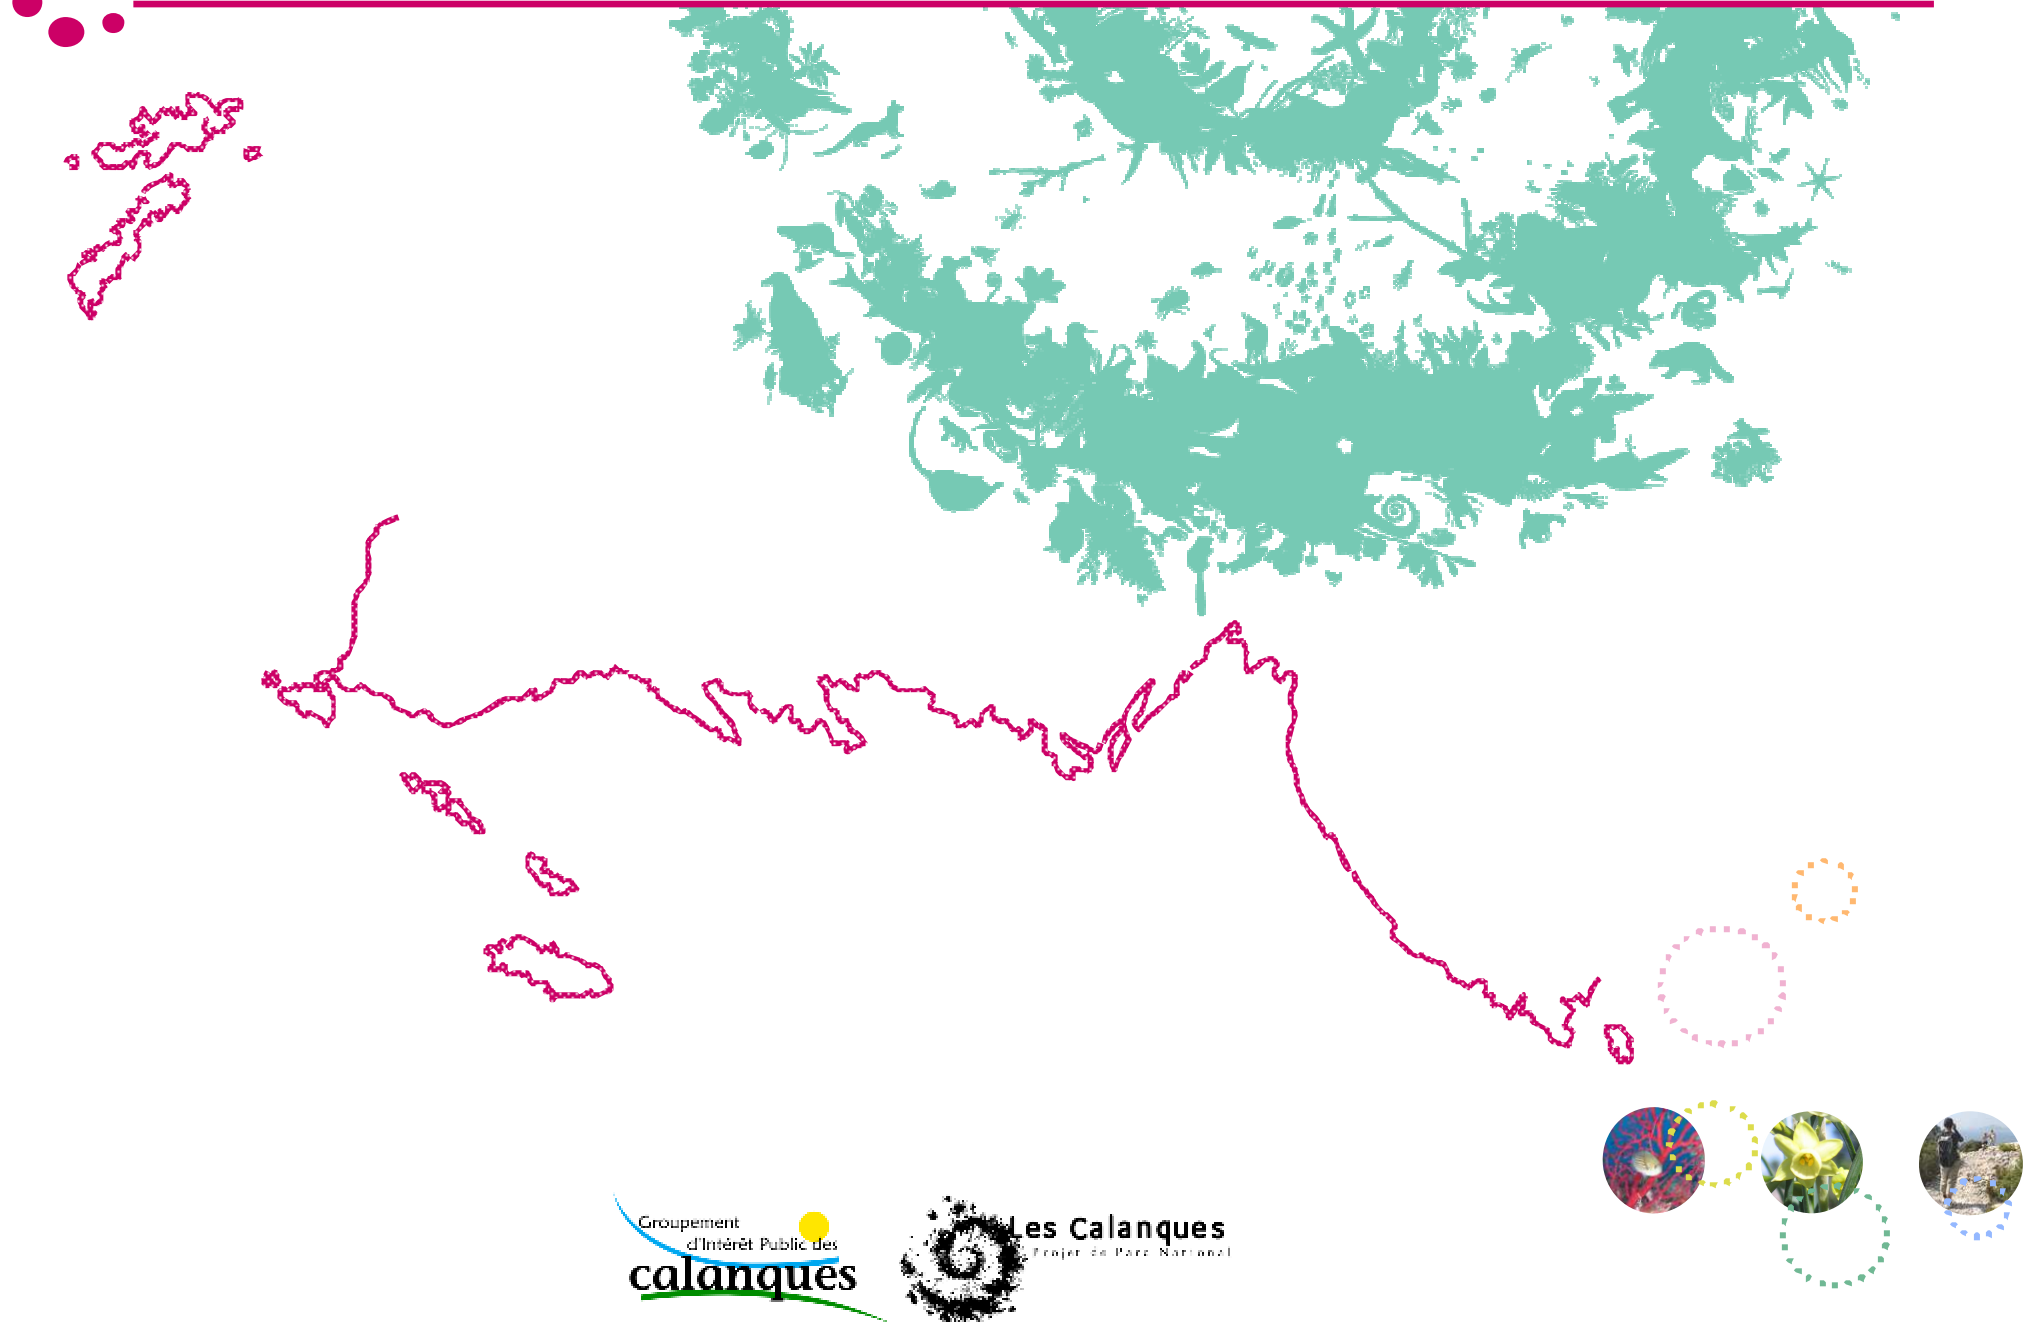 Groupement
d'Intérêt Public des
calanques
Les Calanques
Projet de Parc National